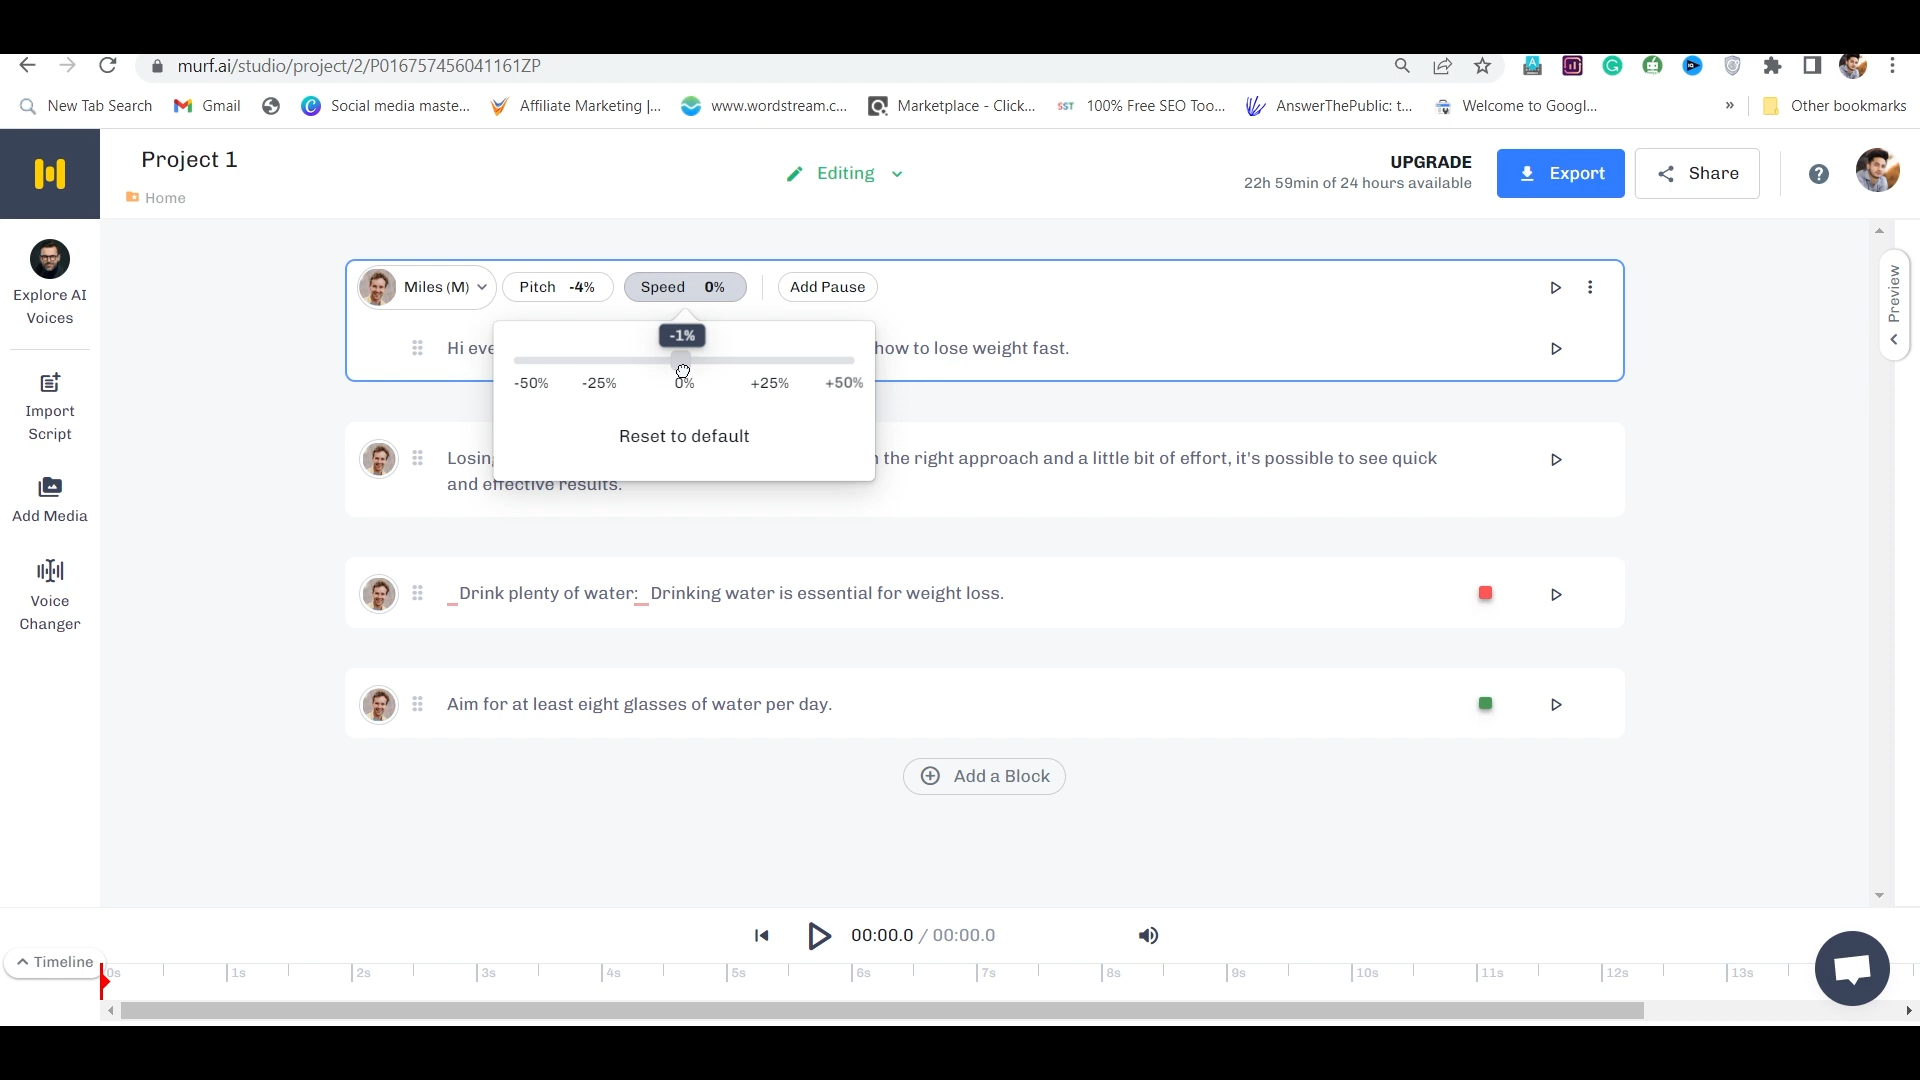 murf.ai/studio/project/2/P016757456041161ZP
New Tab Search
Gmail
Social media maste...
Affiliate Marketing |...
www.wordstream.c...
Marketplace - Click...
SST
100% Free SEO Too...
AnswerThePublic: t...
Welcome to Googl...
»
Other bookmarks
Project 1
Home
Editing
UPGRADE
22h 59min of 24 hours available
Export
Share
?
Explore AI
Voices
Import
Script
Add Media
Voice
Changer
Miles (M)
Pitch -4%
Speed 0%
Add Pause
Preview
-1%
Hi eve
how to lose weight fast.
-50% -25% 0% +25% +50%
Reset to default
Losing
the right approach and a little bit of effort, it's possible to see quick
and effective results.
_Drink plenty of water:_ Drinking water is essential for weight loss.
Aim for at least eight glasses of water per day.
Add a Block
00:00.0 / 00:00.0
Timeline
0s 1s 2s 3s 4s 5s 6s 7s 8s 9s 10s 11s 12s 13s